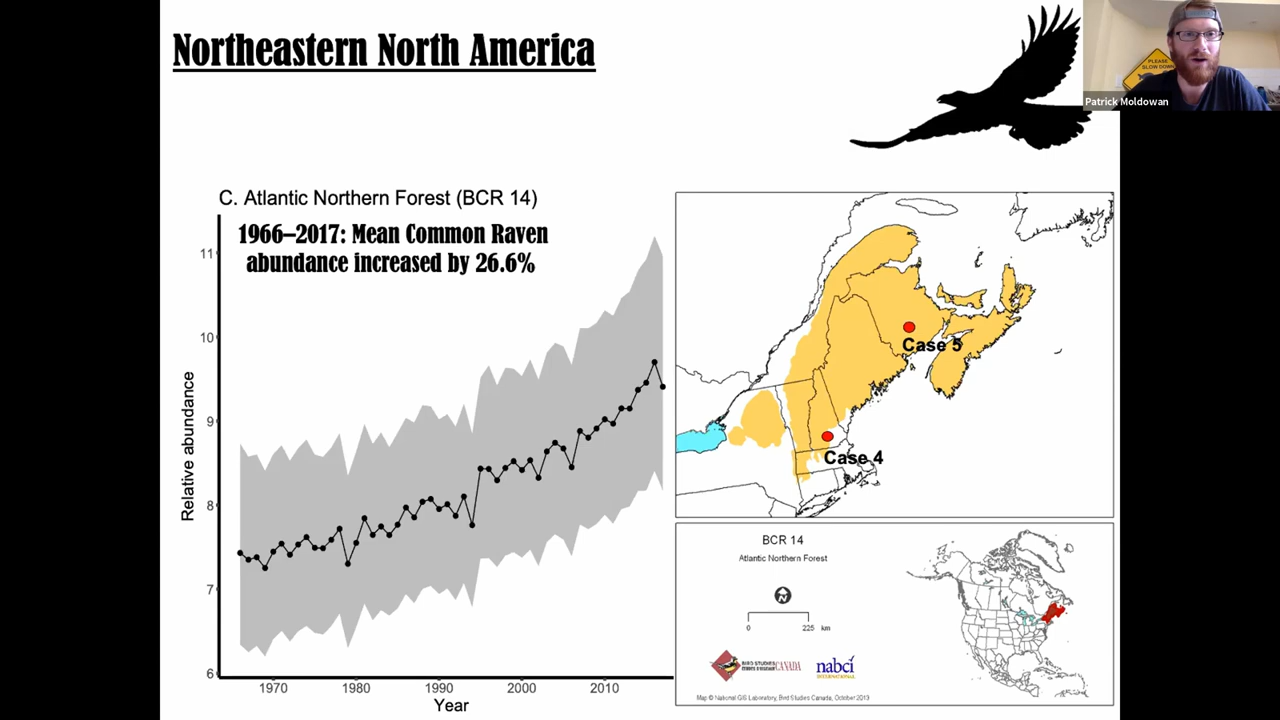 Northeastern North America
PLEASE
SLOW DOWN
Patrick Moldowan
C. Atlantic Northern Forest (BCR 14)
1966–2017: Mean Common Raven
abundance increased by 26.6%
11
10
9
8
7
6
Relative abundance
1970
1980
1990
2000
2010
Year
Case 5
Case 4
BCR 14
Atlantic Northern Forest
N
0
225
km
BIRD STUDIES
CANADA
nabci
INTERNATIONAL
Map © National GIS Laboratory, Bird Studies Canada, October 2013